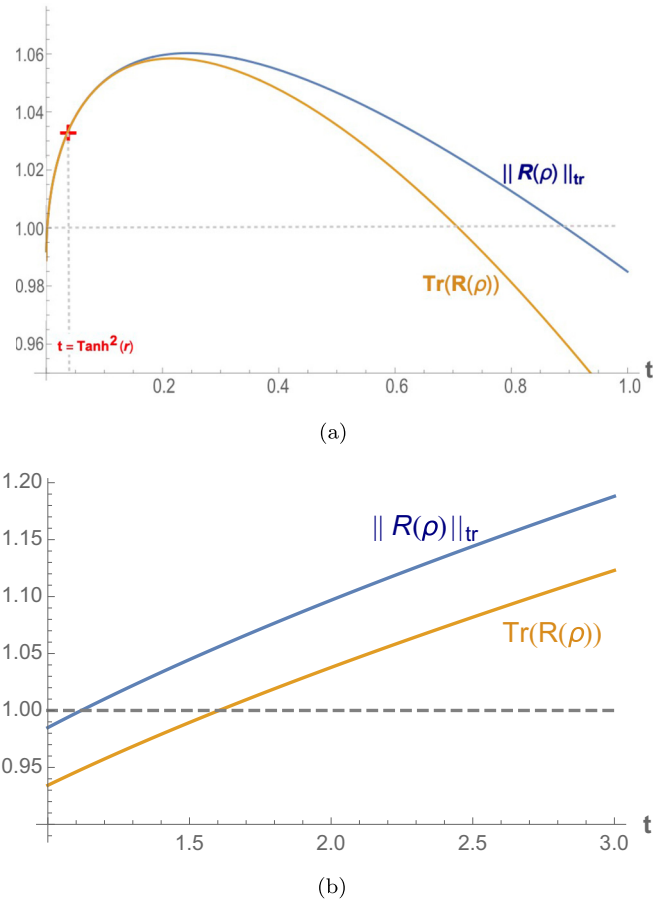 1.06
1.04
1.02
1.00
0.98
0.96
|| R(ρ) ||tr
Tr(R(ρ))
t = Tanh² (r)
0.2 0.4 0.6 0.8 1.0 t
(a)
1.20
1.15
1.10
1.05
1.00
0.95
|| R(ρ) ||tr
Tr(R(ρ))
1.5 2.0 2.5 3.0 t
(b)